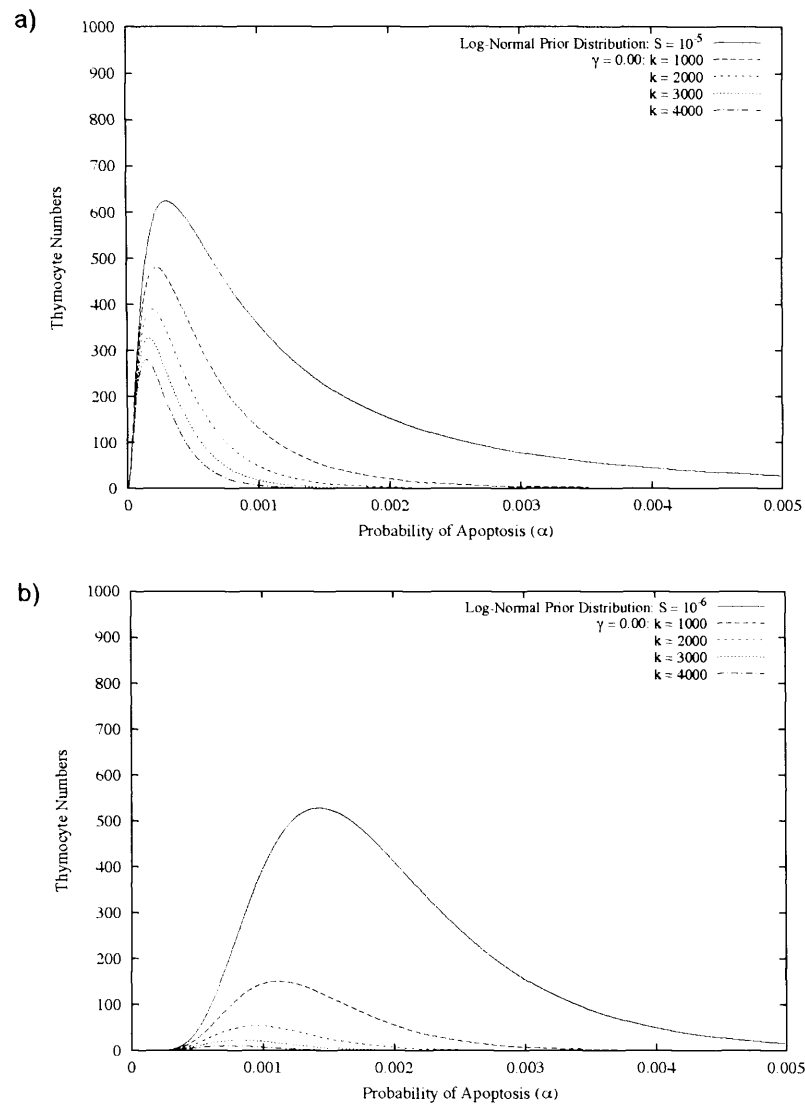 a)
1000
900
800
700
600
500
400
300
200
100
0
Thymocyte Numbers
Log-Normal Prior Distribution: S = 10⁻⁵
γ = 0.00: k = 1000
k = 2000
k = 3000
k = 4000
0 0.001 0.002 0.003 0.004 0.005
Probability of Apoptosis (α)
b)
1000
900
800
700
600
500
400
300
200
100
0
Thymocyte Numbers
Log-Normal Prior Distribution: S = 10⁻⁶
γ = 0.00: k = 1000
k = 2000
k = 3000
k = 4000
0 0.001 0.002 0.003 0.004 0.005
Probability of Apoptosis (α)